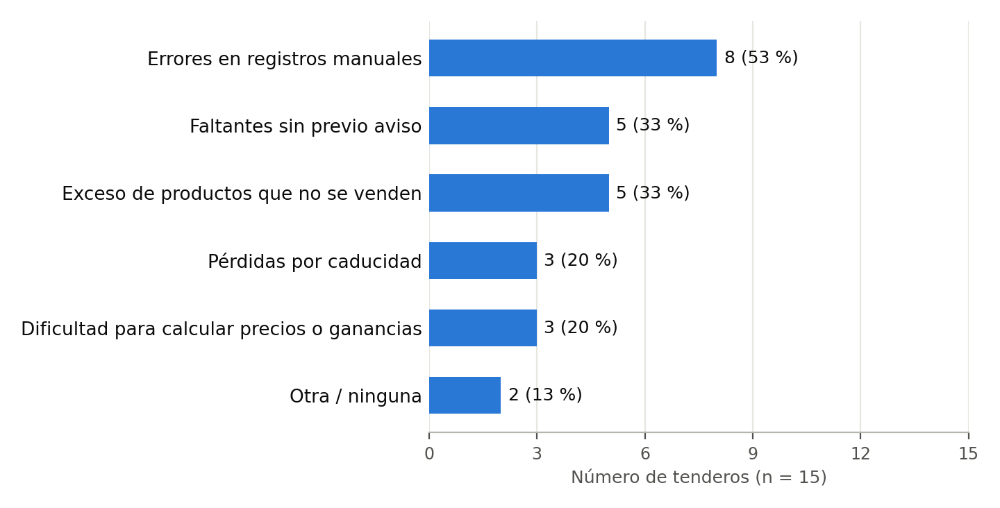 Errores en registros manuales 8 (53 %)
Faltantes sin previo aviso 5 (33 %)
Exceso de productos que no se venden 5 (33 %)
Pérdidas por caducidad 3 (20 %)
Dificultad para calcular precios o ganancias 3 (20 %)
Otra / ninguna 2 (13 %)
0 3 6 9 12 15
Número de tenderos (n = 15)